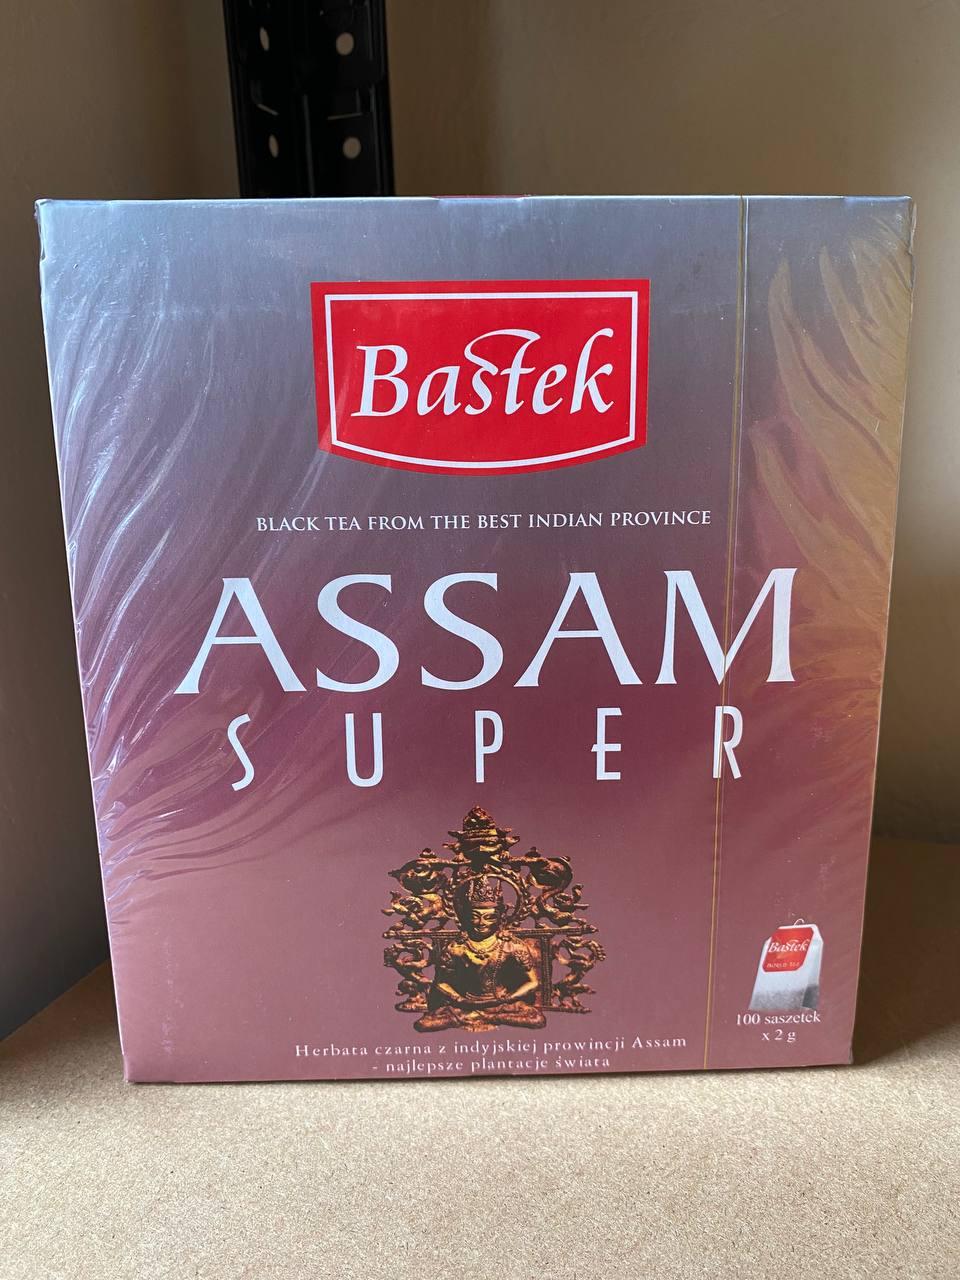 Bastek
BLACK TEA FROM THE BEST INDIAN PROVINCE
ASSAM
SUPER
Bastek
100 saszetek
x 2 g
Herbata czarna z indyjskiej prowincji Assam
- najlepsze plantacje świata